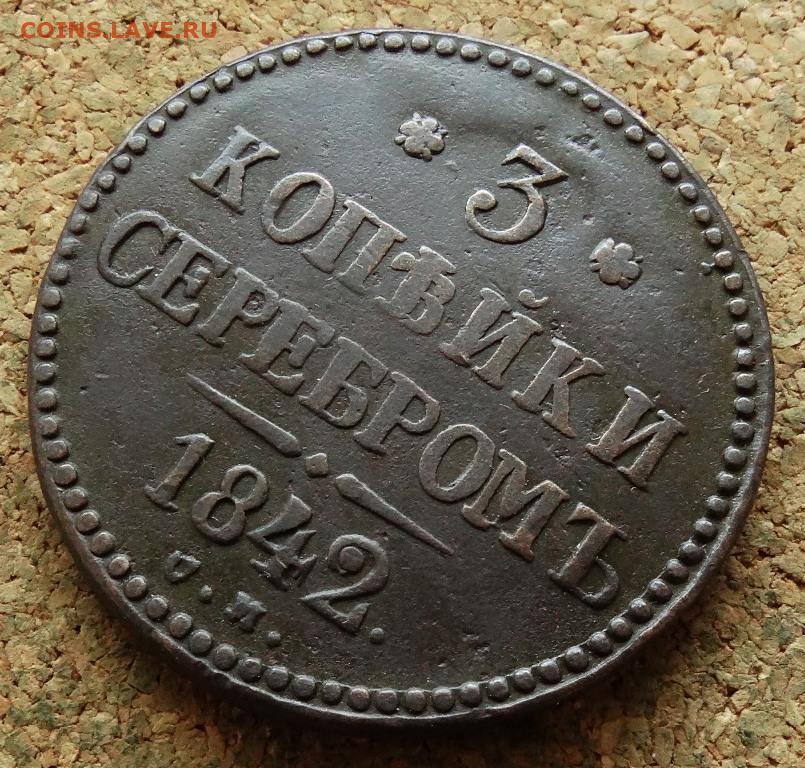 COINS.LAVE.RU
* 3 *
КОПѢЙКИ
СЕРЕБРОМЪ
1842.
С.М.